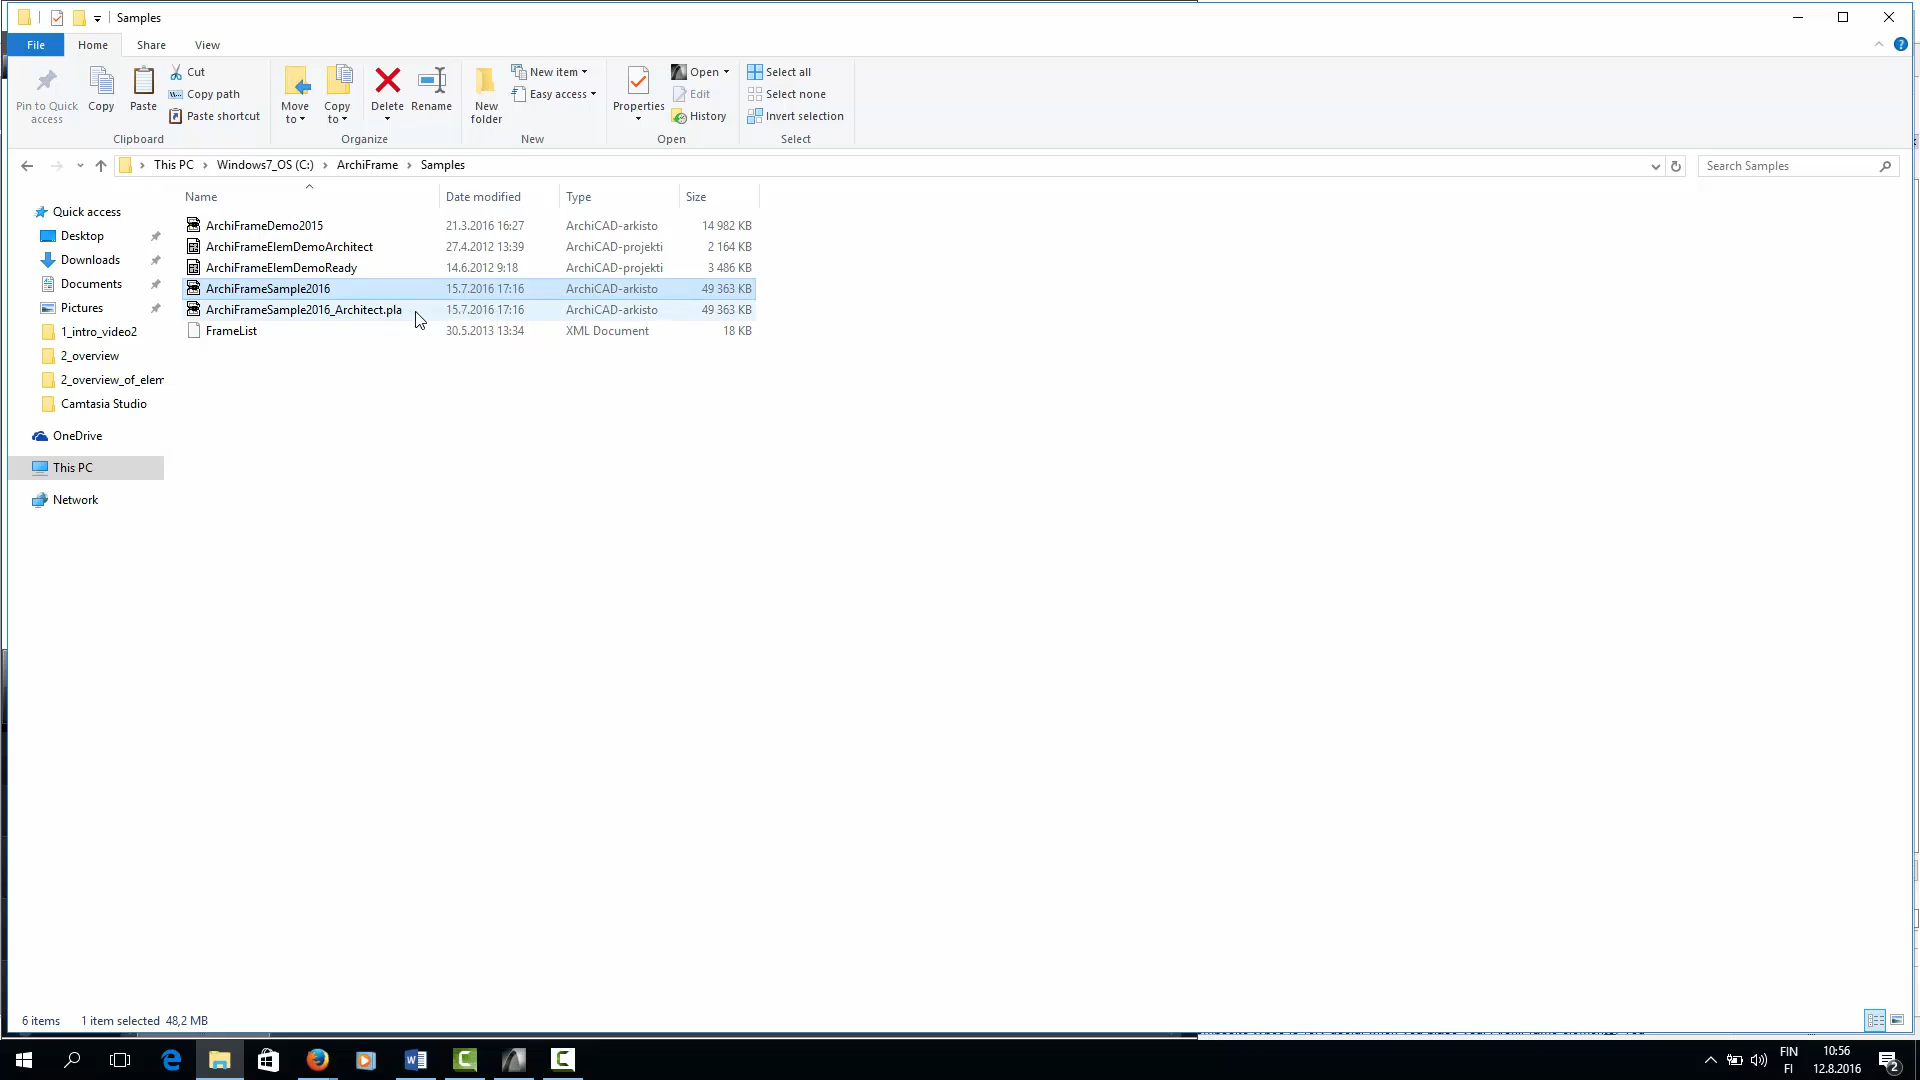 Samples
File Home Share View
Pin to Quick access
Copy
Paste
Cut
Copy path
Paste shortcut
Clipboard
Move to
Copy to
Delete
Rename
Organize
New folder
New item
Easy access
New
Properties
Open
Edit
History
Open
Select all
Select none
Invert selection
Select
This PC Windows7_OS (C:) ArchiFrame Samples
Search Samples
Name Date modified Type Size
ArchiFrameDemo2015 21.3.2016 16:27 ArchiCAD-arkisto 14 982 KB
ArchiFrameElemDemoArchitect 27.4.2012 13:39 ArchiCAD-projekti 2 164 KB
ArchiFrameElemDemoReady 14.6.2012 9:18 ArchiCAD-projekti 3 486 KB
ArchiFrameSample2016 15.7.2016 17:16 ArchiCAD-arkisto 49 363 KB
ArchiFrameSample2016_Architect.pla 15.7.2016 17:16 ArchiCAD-arkisto 49 363 KB
FrameList 30.5.2013 13:34 XML Document 18 KB
Quick access
Desktop
Downloads
Documents
Pictures
1_intro_video2
2_overview
2_overview_of_elem
Camtasia Studio
OneDrive
This PC
Network
6 items 1 item selected 48,2 MB
FIN
FI
10:56
12.8.2016
2